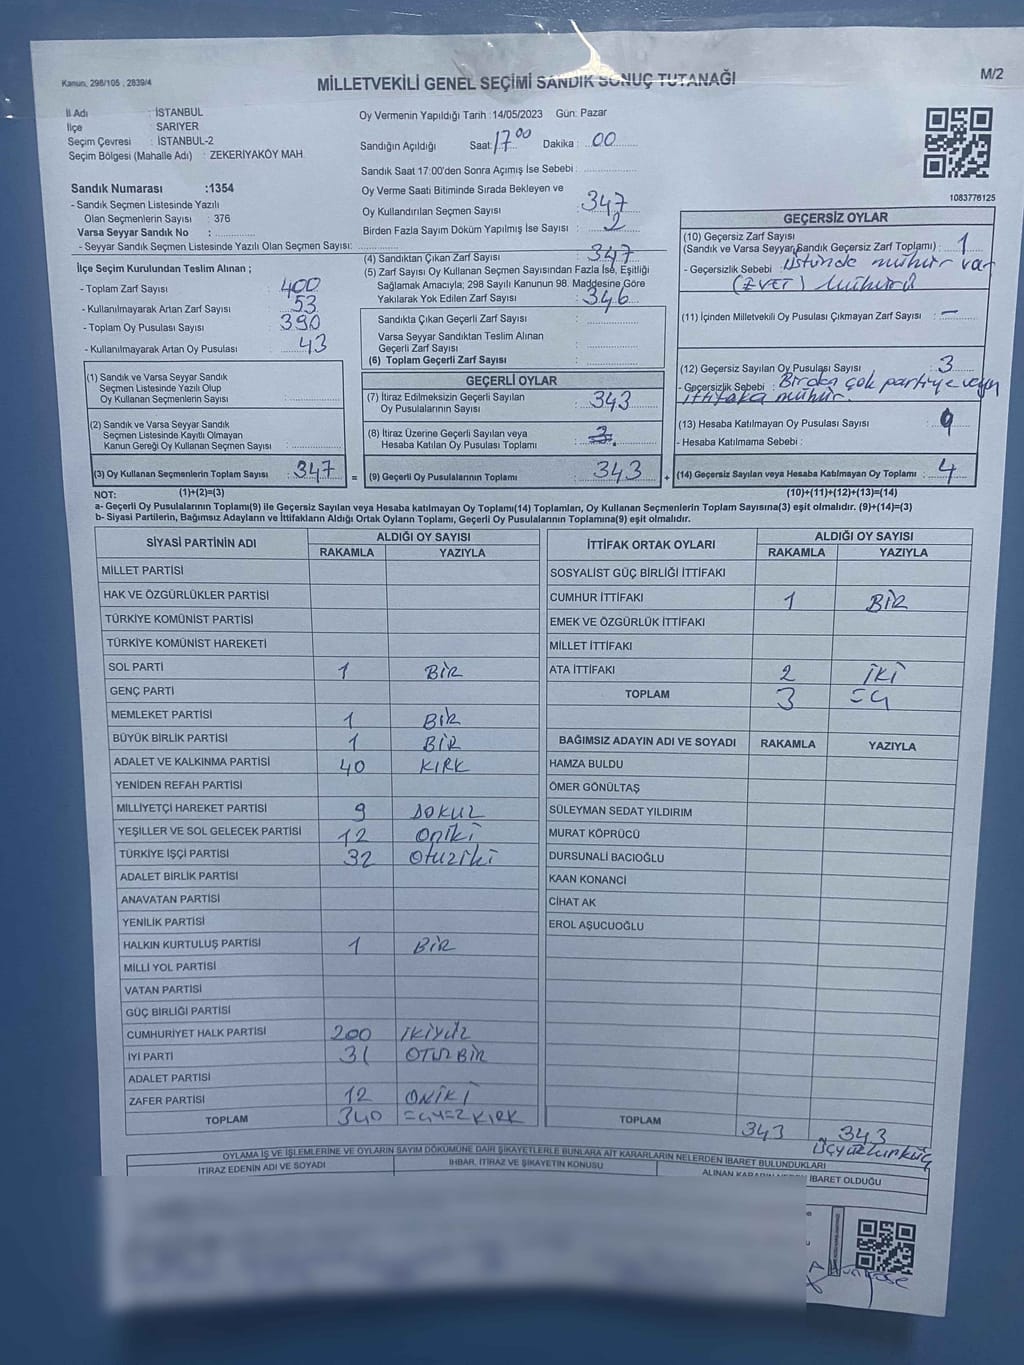 Kanun, 298/105 , 2839/4
MİLLETVEKİLİ GENEL SEÇİMİ SANDIK SONUÇ TUTANAĞI
M/2
İl Adı : İSTANBUL
İlçe : SARIYER
Seçim Çevresi : İSTANBUL-2
Seçim Bölgesi (Mahalle Adı) : ZEKERİYAKÖY MAH.
Oy Vermenin Yapıldığı Tarih :14/05/2023 Gün: Pazar
Sandığın Açıldığı Saat: 17 00 Dakika : 00
Sandık Saat 17:00'den Sonra Açımış İse Sebebi :
Sandık Numarası :1354
- Sandık Seçmen Listesinde Yazılı
Olan Seçmenlerin Sayısı : 376
Varsa Seyyar Sandık No :
- Seyyar Sandık Seçmen Listesinde Yazılı Olan Seçmen Sayısı:
Oy Verme Saati Bitiminde Sırada Bekleyen ve
Oy Kullandırılan Seçmen Sayısı : 347
Birden Fazla Sayım Döküm Yapılmış İse Sayısı : 2
1083776125
İlçe Seçim Kurulundan Teslim Alınan ;
- Toplam Zarf Sayısı : 400
- Kullanılmayarak Artan Zarf Sayısı : 53
- Toplam Oy Pusulası Sayısı : 390
- Kullanılmayarak Artan Oy Pusulası : 43
(4) Sandıktan Çıkan Zarf Sayısı : 347
(5) Zarf Sayısı Oy Kullanan Seçmen Sayısından Fazla İse, Eşitliği
Sağlamak Amacıyla; 298 Sayılı Kanunun 98. Maddesine Göre
Yakılarak Yok Edilen Zarf Sayısı : 346
Sandıkta Çıkan Geçerli Zarf Sayısı :
Varsa Seyyar Sandıktan Teslim Alınan
Geçerli Zarf Sayısı :
(6) Toplam Geçerli Zarf Sayısı :
GEÇERSİZ OYLAR
(10) Geçersiz Zarf Sayısı
(Sandık ve Varsa Seyyar Sandık Geçersiz Zarf Toplamı) : 1
- Geçersizlik Sebebi : Üstünde mühür var
(EVET) Mührü
(11) İçinden Milletvekili Oy Pusulası Çıkmayan Zarf Sayısı : —
(12) Geçersiz Sayılan Oy Pusulası Sayısı : 3
- Geçersizlik Sebebi : Birden çok partiye veya
ittifaka mühür.
(13) Hesaba Katılmayan Oy Pusulası Sayısı :
- Hesaba Katılmama Sebebi :
(14) Geçersiz Sayılan veya Hesaba Katılmayan Oy Toplamı : 4
(10)+(11)+(12)+(13)=(14)
(1) Sandık ve Varsa Seyyar Sandık
Seçmen Listesinde Yazılı Olup
Oy Kullanan Seçmenlerin Sayısı :
(2) Sandık ve Varsa Seyyar Sandık
Seçmen Listesinde Kayıtlı Olmayan
Kanun Gereği Oy Kullanan Seçmen Sayısı :
(3) Oy Kullanan Seçmenlerin Toplam Sayısı : 347
(1)+(2)=(3)
GEÇERLİ OYLAR
(7) İtiraz Edilmeksizin Geçerli Sayılan
Oy Pusulalarının Sayısı : 343
(8) İtiraz Üzerine Geçerli Sayılan veya
Hesaba Katılan Oy Pusulası Toplamı :
= (9) Geçerli Oy Pusulalarının Toplamı : 343 +
NOT:
a- Geçerli Oy Pusulalarının Toplamı(9) ile Geçersiz Sayılan veya Hesaba katılmayan Oy Toplamı(14) Toplamları, Oy Kullanan Seçmenlerin Toplam Sayısına(3) eşit olmalıdır. (9)+(14)=(3)
b- Siyasi Partilerin, Bağımsız Adayların ve İttifakların Aldığı Ortak Oyların Toplamı, Geçerli Oy Pusulalarının Toplamına(9) eşit olmalıdır.
SİYASİ PARTİNİN ADI ALDIĞI OY SAYISI
RAKAMLA YAZIYLA
MİLLET PARTİSİ
HAK VE ÖZGÜRLÜKLER PARTİSİ
TÜRKİYE KOMÜNİST PARTİSİ
TÜRKİYE KOMÜNİST HAREKETİ
SOL PARTİ 1 BİR
GENÇ PARTİ
MEMLEKET PARTİSİ 1 BİR
BÜYÜK BİRLİK PARTİSİ 1 BİR
ADALET VE KALKINMA PARTİSİ 40 KIRK
YENİDEN REFAH PARTİSİ
MİLLİYETÇİ HAREKET PARTİSİ 9 DOKUZ
YEŞİLLER VE SOL GELECEK PARTİSİ 12 Oniki
TÜRKİYE İŞÇİ PARTİSİ 32 Otuziki
ADALET BİRLİK PARTİSİ
ANAVATAN PARTİSİ
YENİLİK PARTİSİ
HALKIN KURTULUŞ PARTİSİ 1 BİR
MİLLİ YOL PARTİSİ
VATAN PARTİSİ
GÜÇ BİRLİĞİ PARTİSİ
CUMHURİYET HALK PARTİSİ 200 İKİYÜZ
İYİ PARTİ 31 OTUZBİR
ADALET PARTİSİ
ZAFER PARTİSİ 12 ONİKİ
TOPLAM 340 KIRK
İTTİFAK ORTAK OYLARI ALDIĞI OY SAYISI
RAKAMLA YAZIYLA
SOSYALİST GÜÇ BİRLİĞİ İTTİFAKI
CUMHUR İTTİFAKI 1 BİR
EMEK VE ÖZGÜRLÜK İTTİFAKI
MİLLET İTTİFAKI
ATA İTTİFAKI 2 İKİ
TOPLAM 3
BAĞIMSIZ ADAYIN ADI VE SOYADI RAKAMLA YAZIYLA
HAMZA BULDU
ÖMER GÖNÜLTAŞ
SÜLEYMAN SEDAT YILDIRIM
MURAT KÖPRÜCÜ
DURSUNALİ BACIOĞLU
KAAN KONANCİ
CİHAT AK
EROL AŞUCUOĞLU
TOPLAM 343 343
Üçyüzkırküç
OYLAMA İŞ VE İŞLEMLERİNE VE OYLARIN SAYIM DÖKÜMÜNE DAİR ŞİKAYETLERLE BUNLARA AİT KARARLARIN NELERDEN İBARET BULUNDUKLARI
İTİRAZ EDENİN ADI VE SOYADI İHBAR, İTİRAZ VE ŞİKAYETİN KONUSU ALINAN KARARIN NEDEN İBARET OLDUĞU